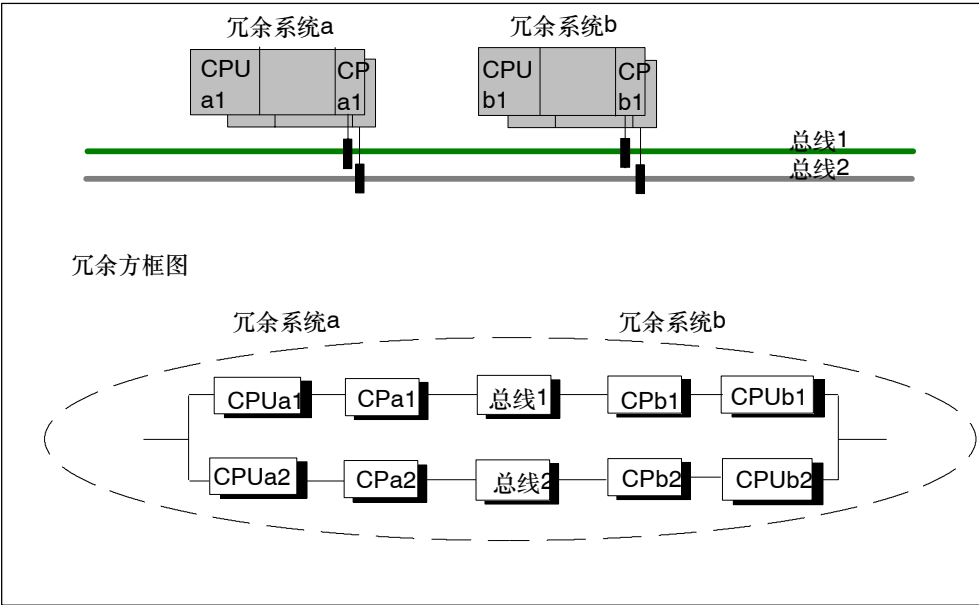 冗余系统a
冗余系统b
CPU
a1
CP
a1
CPU
b1
CP
b1
总线1
总线2
冗余方框图
冗余系统a
冗余系统b
CPUa1
CPa1
总线1
CPb1
CPUb1
CPUa2
CPa2
总线2
CPb2
CPUb2